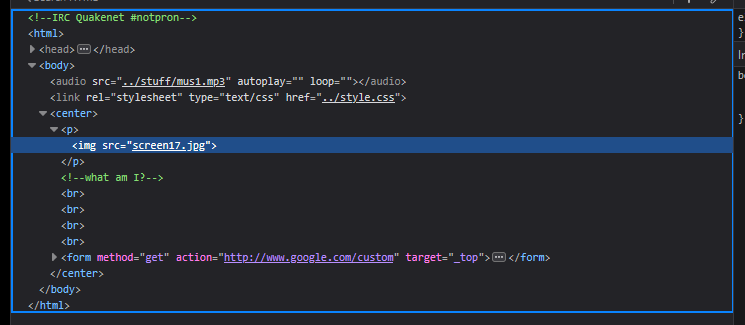 <!--IRC Quakenet #notpron-->
<html>
<head> ⋯ </head>
<body>
<audio src="../stuff/mus1.mp3" autoplay="" loop=""></audio>
<link rel="stylesheet" type="text/css" href="../style.css">
<center>
<p>
<img src="screen17.jpg">
</p>
<!--what am I?-->
<br>
<br>
<br>
<br>
<form method="get" action="http://www.google.com/custom" target="_top"> ⋯ </form>
</center>
</body>
</html>